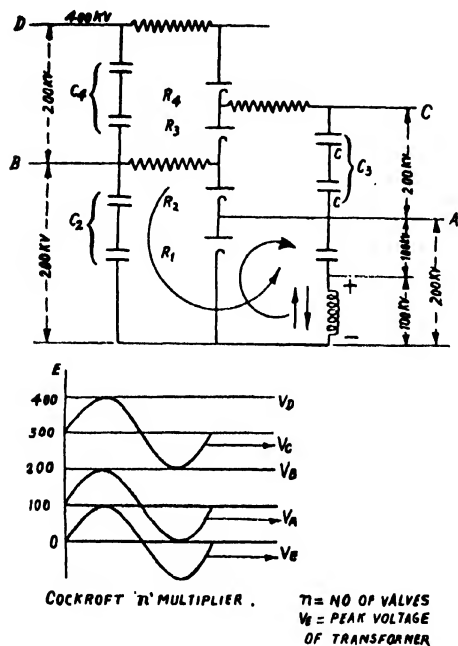 D
400KV
200KV
C4
R4
R3
C
C
C
C3
200KV
B
200KV
C2
R2
R1
A
100KV
200KV
+
100KV
-
E
400
VD
300
VC
200
VB
100
VA
0
VE
COCKROFT 'n' MULTIPLIER.
n = NO OF VALVES
VE = PEAK VOLTAGE
OF TRANSFORMER